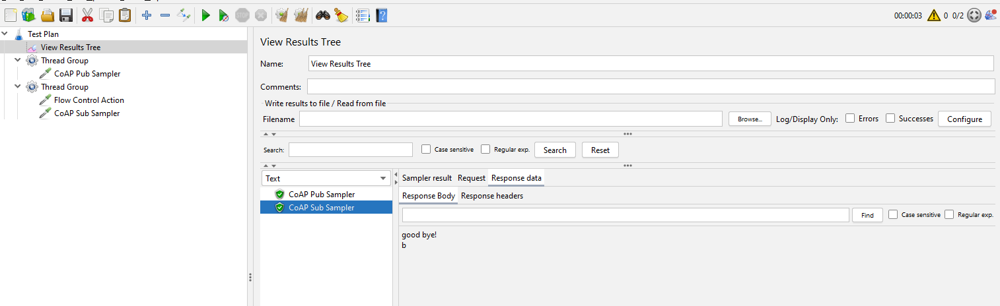 STOP
00:00:03
0 0/2
Test Plan
View Results Tree
Thread Group
CoAP Pub Sampler
Thread Group
Flow Control Action
CoAP Sub Sampler
View Results Tree
Name: View Results Tree
Comments:
Write results to file / Read from file
Filename Browse... Log/Display Only: Errors Successes Configure
Search: Case sensitive Regular exp. Search Reset
Text
CoAP Pub Sampler
CoAP Sub Sampler
Sampler result Request Response data
Response Body Response headers
Find Case sensitive Regular exp.
good bye!
b